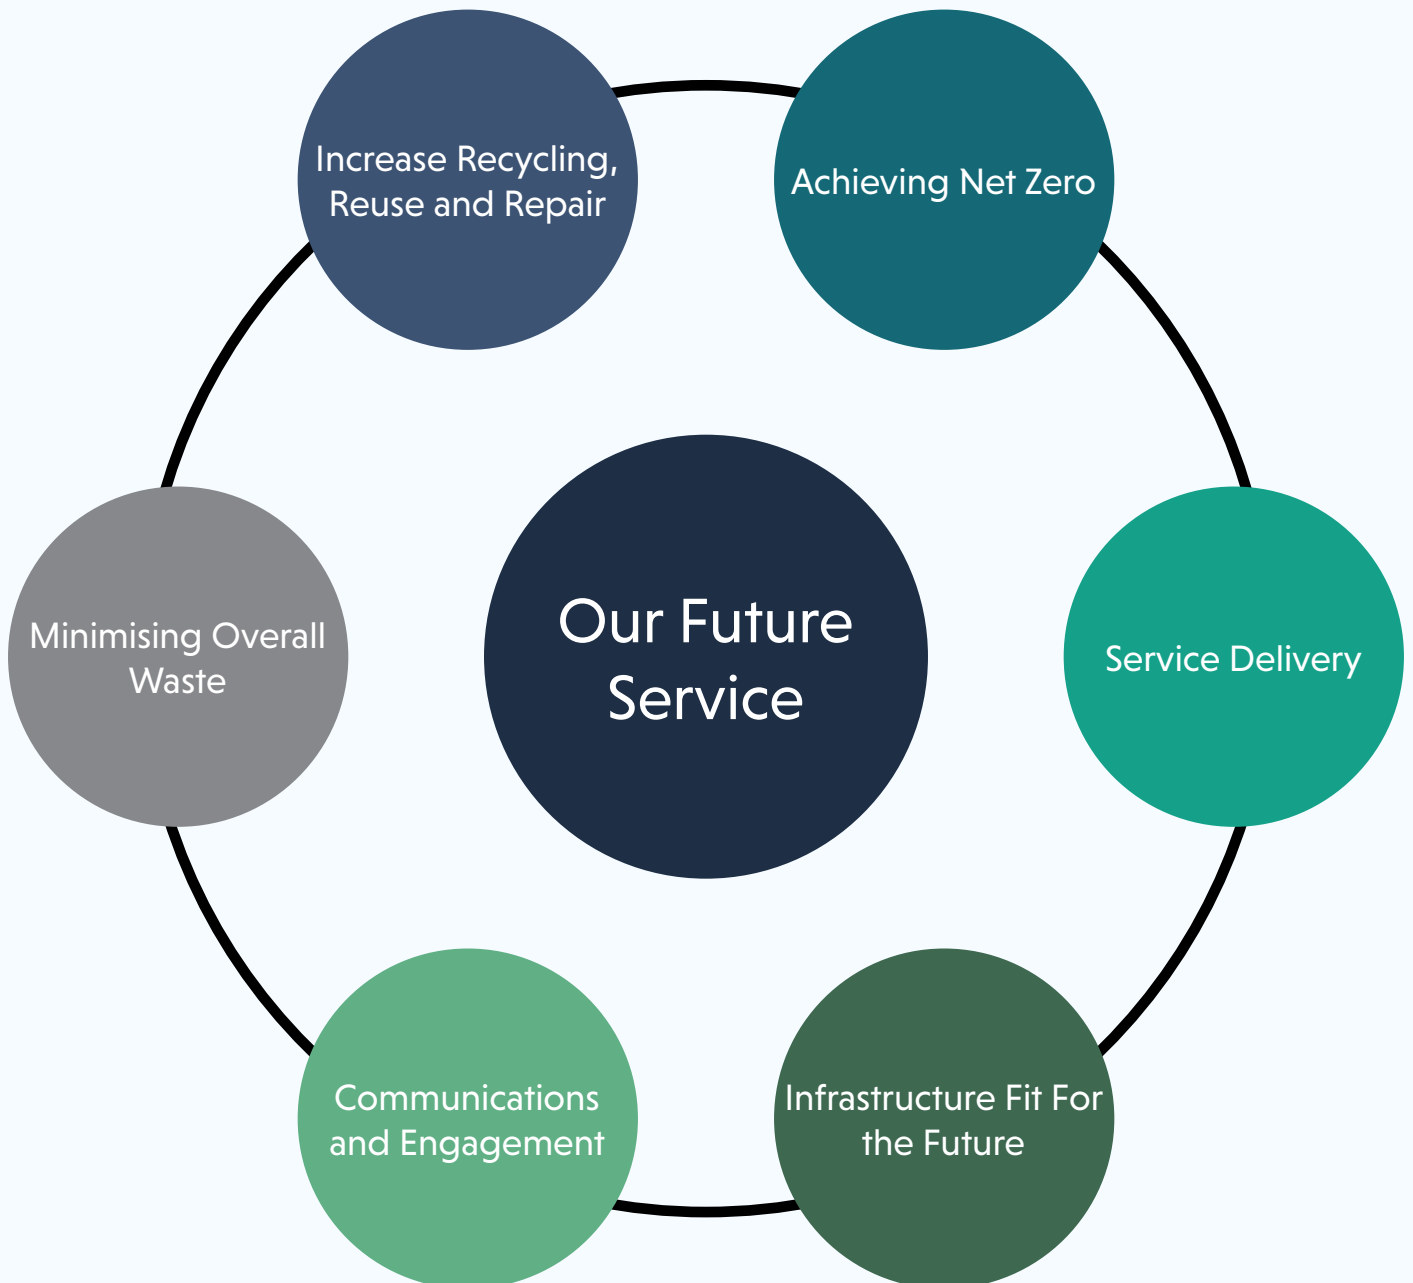 Increase Recycling,
Reuse and Repair
Achieving Net Zero
Minimising Overall
Waste
Our Future
Service
Service Delivery
Communications
and Engagement
Infrastructure Fit For
the Future